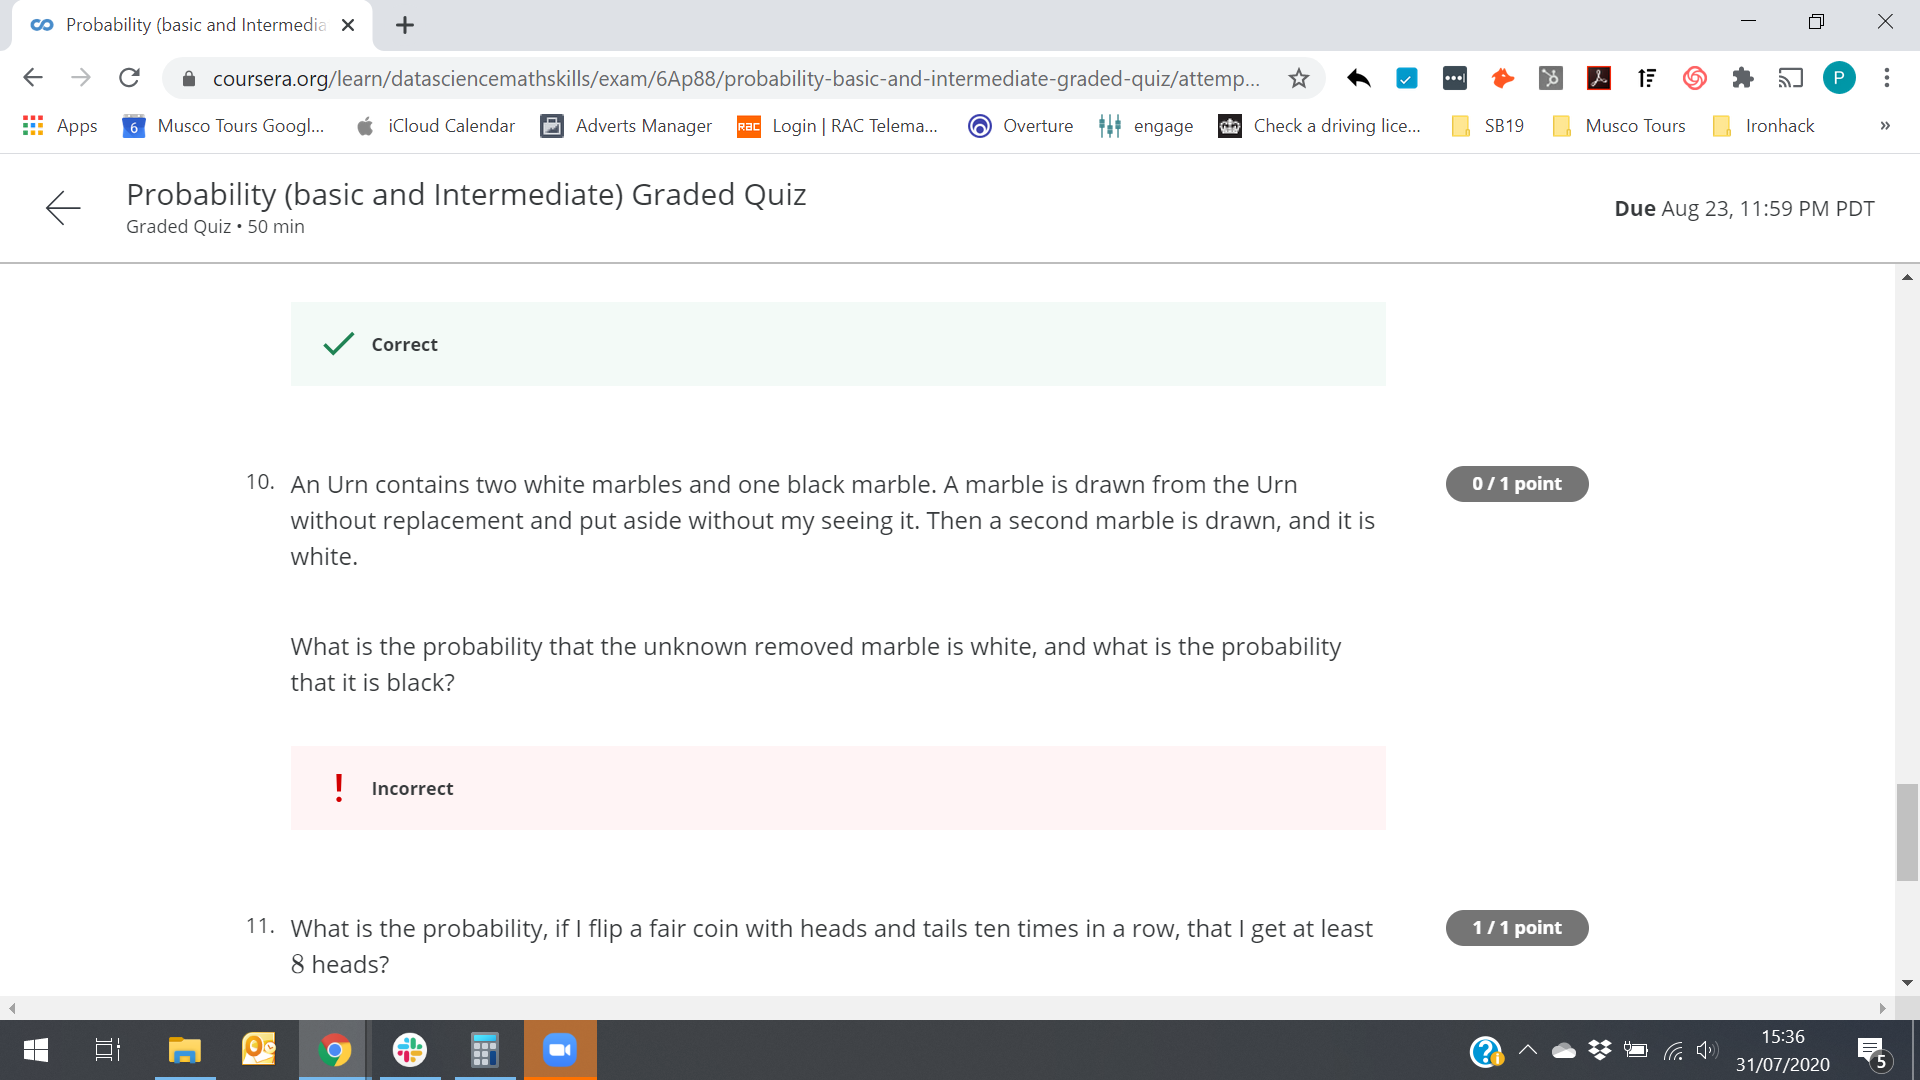 Probability (basic and Intermedia
coursera.org/learn/datasciencemathskills/exam/6Ap88/probability-basic-and-intermediate-graded-quiz/attemp...
P
Apps
6
Musco Tours Googl...
iCloud Calendar
Adverts Manager
RAC
Login | RAC Telema...
Overture
engage
Check a driving lice...
SB19
Musco Tours
Ironhack
»
Probability (basic and Intermediate) Graded Quiz
Graded Quiz • 50 min
Due Aug 23, 11:59 PM PDT
Correct
10. An Urn contains two white marbles and one black marble. A marble is drawn from the Urn
0 / 1 point
without replacement and put aside without my seeing it. Then a second marble is drawn, and it is
white.
What is the probability that the unknown removed marble is white, and what is the probability
that it is black?
! Incorrect
11. What is the probability, if I flip a fair coin with heads and tails ten times in a row, that I get at least
1 / 1 point
8 heads?
15:36
31/07/2020
5